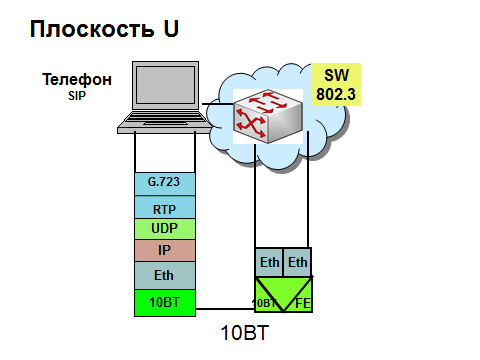 Плоскость U
Телефон
SIP
SW
802.3
G.723
RTP
UDP
IP
Eth
10BT
Eth Eth
10BT FE
10BT